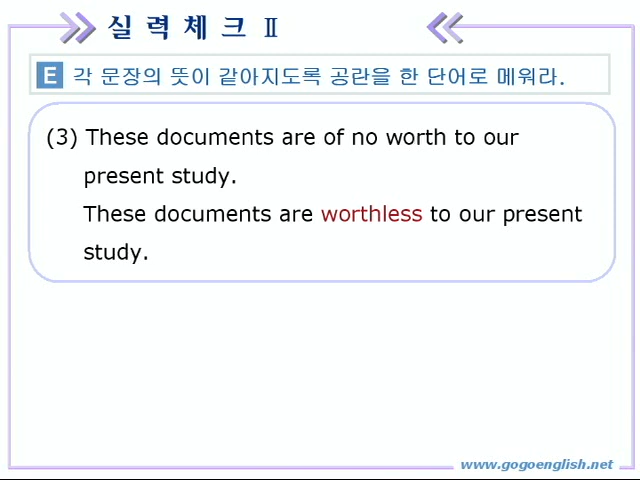 실 력 체 크 Ⅱ
E 각 문장의 뜻이 같아지도록 공란을 한 단어로 메워라.
(3) These documents are of no worth to our
present study.
These documents are worthless to our present
study.
www.gogoenglish.net